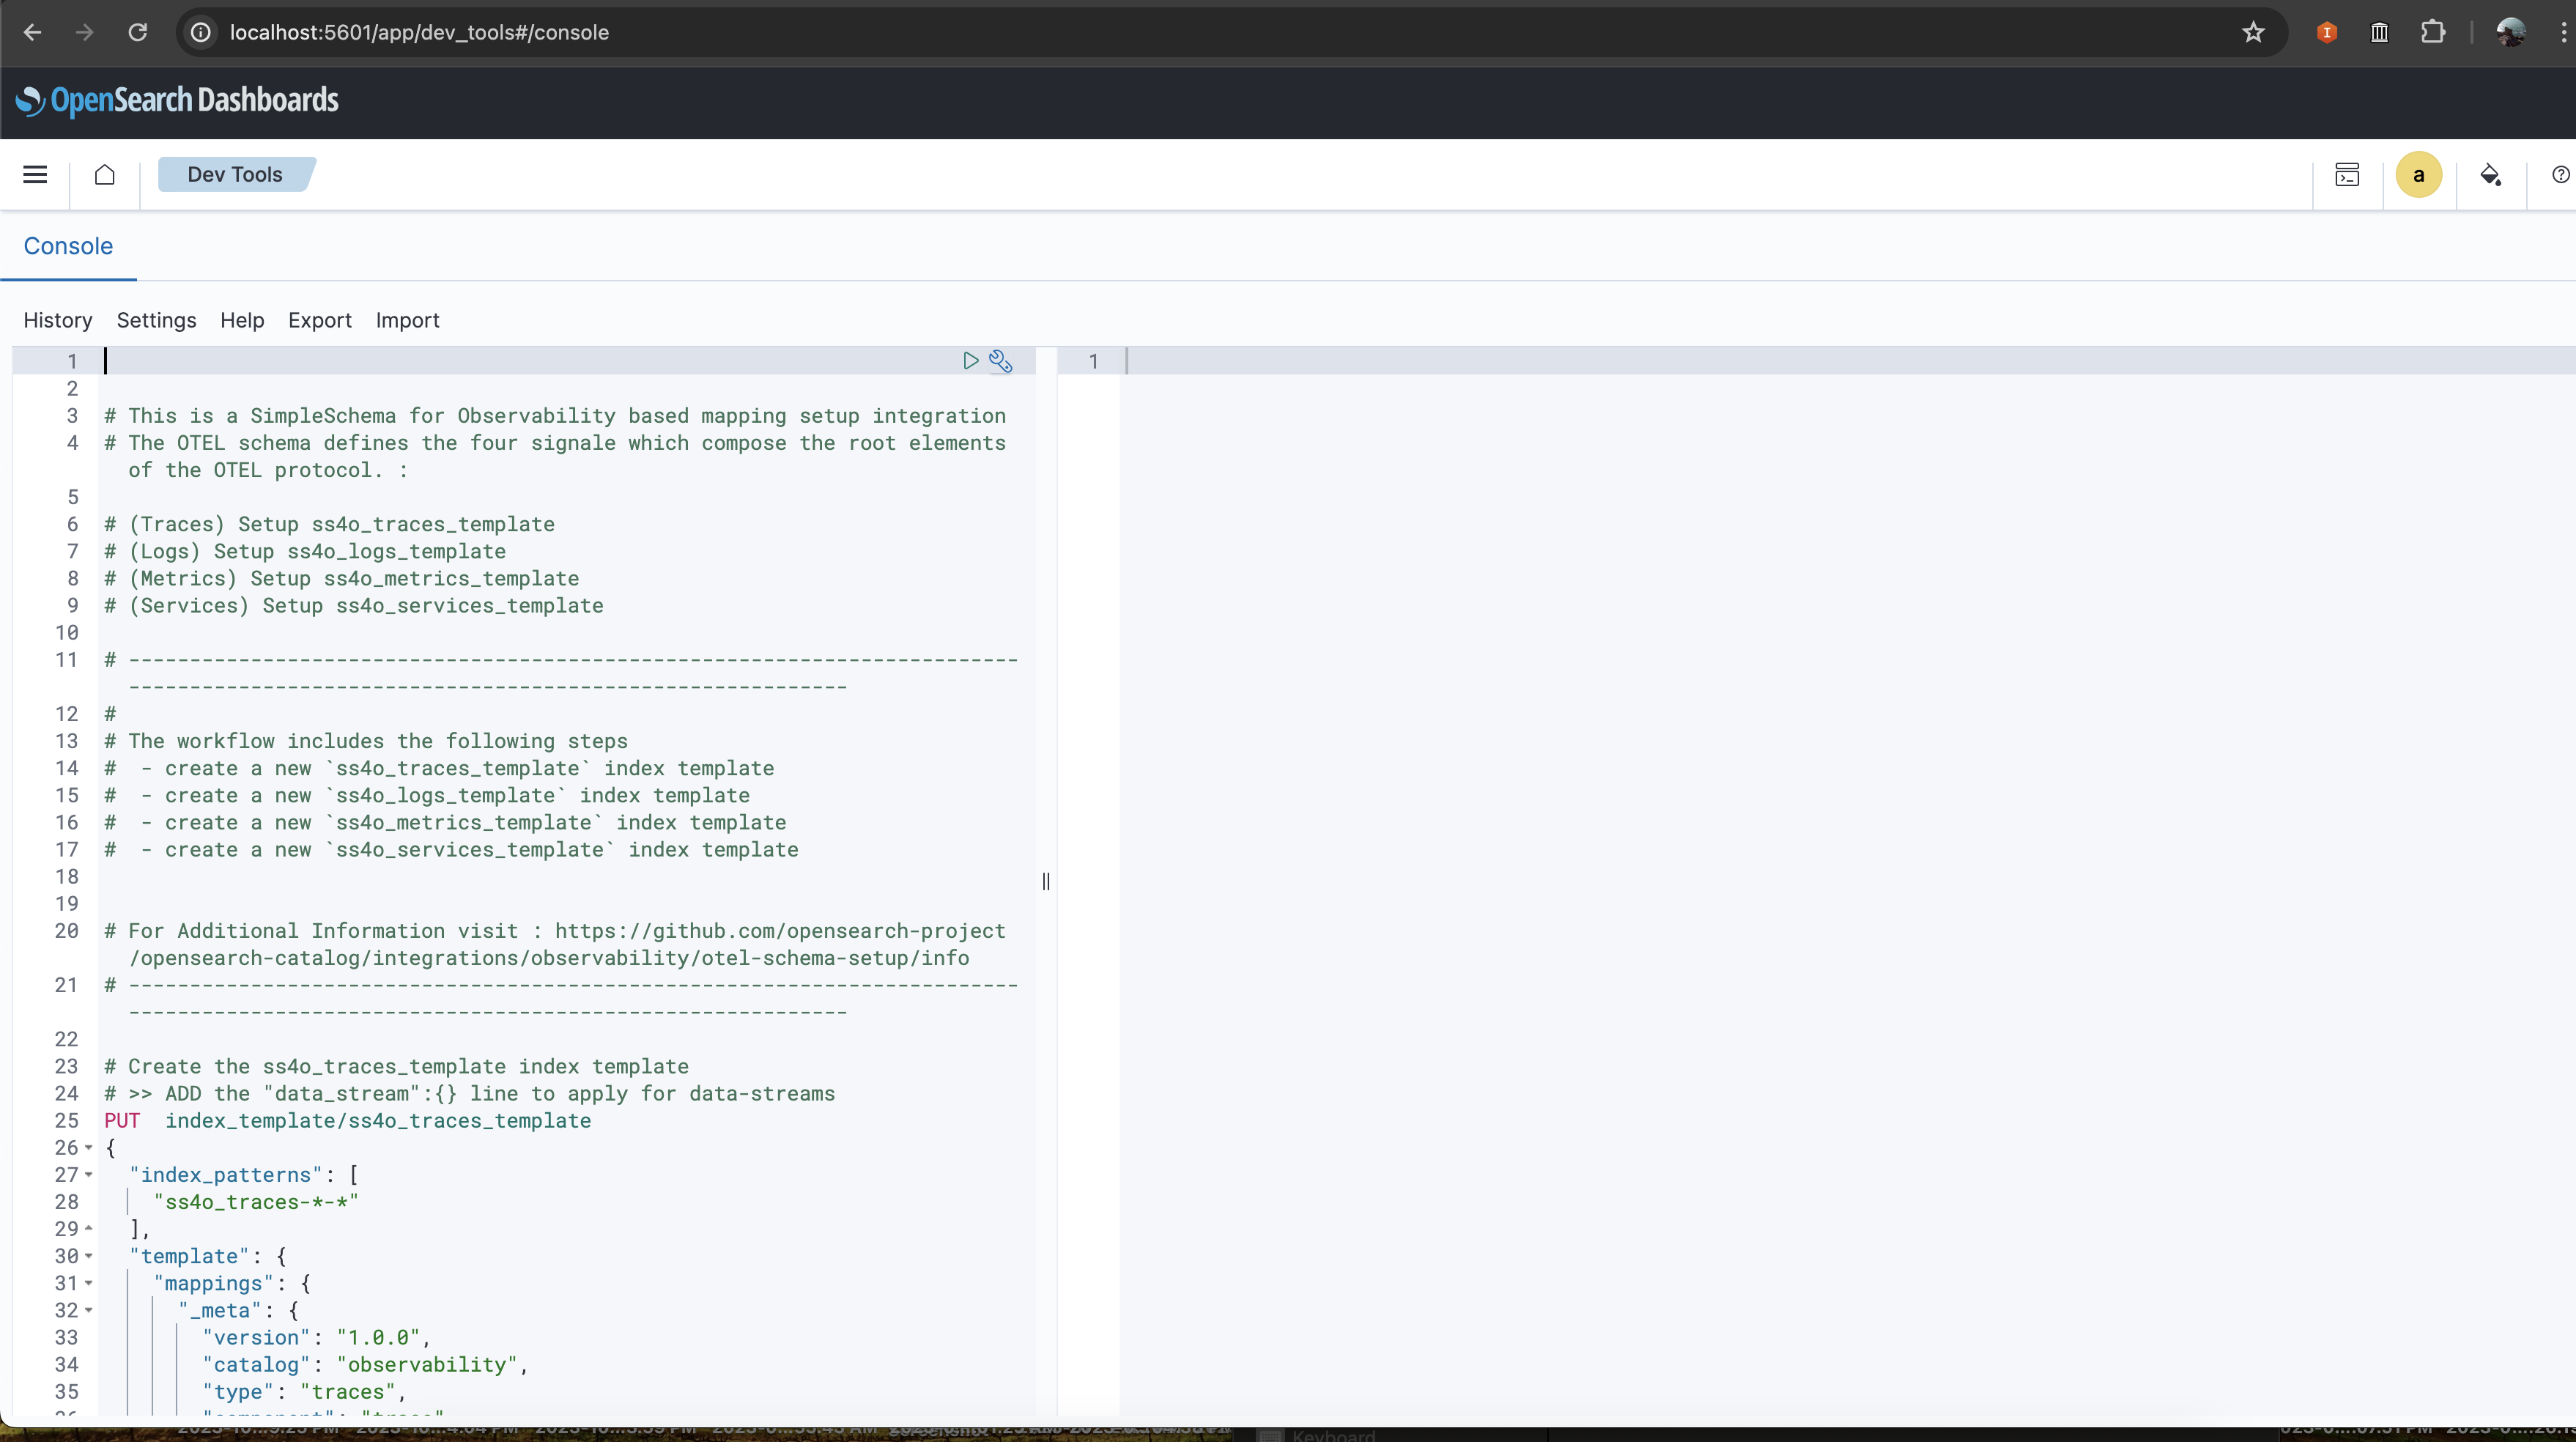 localhost:5601/app/dev_tools#/console
OpenSearch Dashboards
Dev Tools
a
Console
History Settings Help Export Import
1
1
2
3 # This is a SimpleSchema for Observability based mapping setup integration
4 # The OTEL schema defines the four signale which compose the root elements
of the OTEL protocol. :
5
6 # (Traces) Setup ss4o_traces_template
7 # (Logs) Setup ss4o_logs_template
8 # (Metrics) Setup ss4o_metrics_template
9 # (Services) Setup ss4o_services_template
10
11 # -------------------------------------------------------------------------
-----------------------------------------------------------
12 #
13 # The workflow includes the following steps
14 #  - create a new `ss4o_traces_template` index template
15 #  - create a new `ss4o_logs_template` index template
16 #  - create a new `ss4o_metrics_template` index template
17 #  - create a new `ss4o_services_template` index template
18
19
20 # For Additional Information visit : https://github.com/opensearch-project
/opensearch-catalog/integrations/observability/otel-schema-setup/info
21 # -------------------------------------------------------------------------
-----------------------------------------------------------
22
23 # Create the ss4o_traces_template index template
24 # >> ADD the "data_stream":{} line to apply for data-streams
25 PUT  index_template/ss4o_traces_template
26 {
27 "index_patterns": [
28 "ss4o_traces-*-*"
29 ],
30 "template": {
31 "mappings": {
32 "_meta": {
33 "version": "1.0.0",
34 "catalog": "observability",
35 "type": "traces",
Keyboard